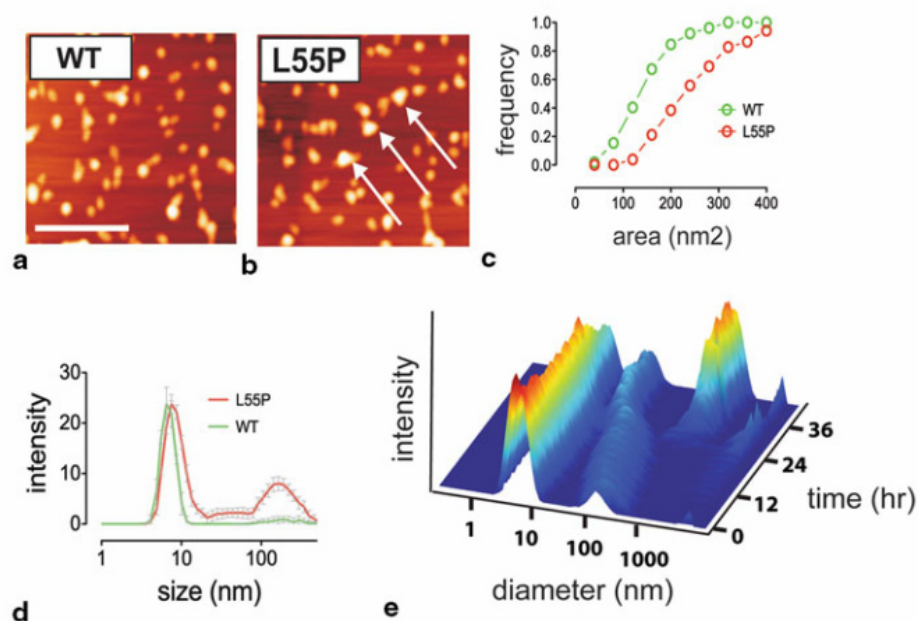 WT
a
L55P
b
frequency
1.0
0.8
0.6
0.4
0.2
0.0
WT
L55P
0 100 200 300 400
area (nm2)
c
intensity
30
20
10
0
L55P
WT
1 10 100
size (nm)
d
intensity
1 10 100 1000
diameter (nm)
0 12 24 36
time (hr)
e